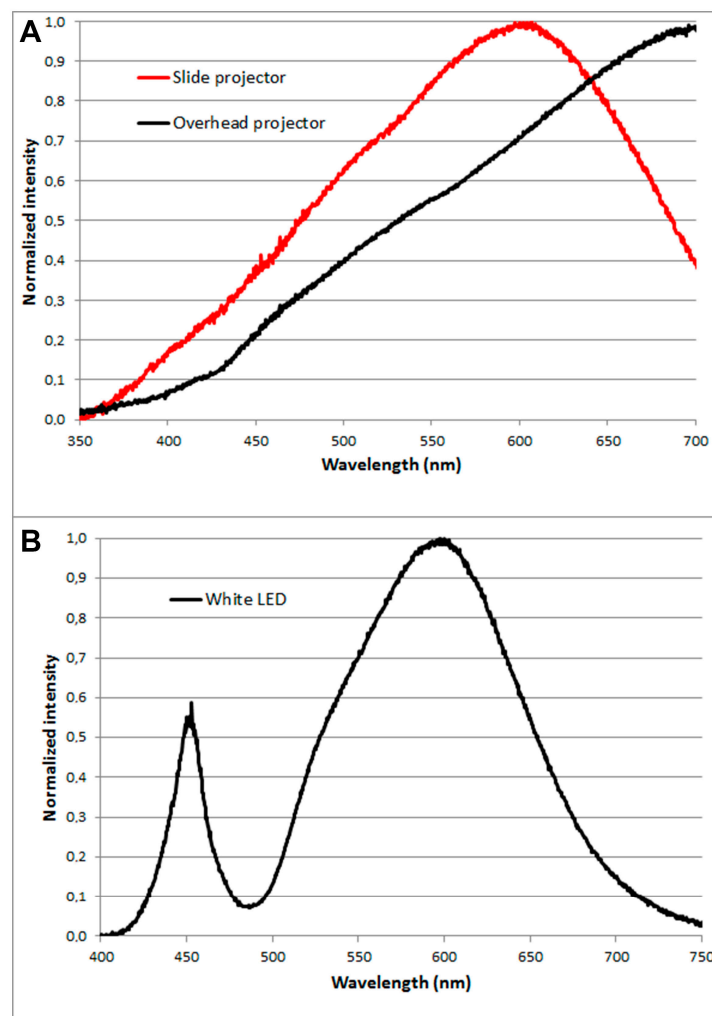 A
1,0
0,9
0,8
0,7
0,6
0,5
0,4
0,3
0,2
0,1
0,0
Normalized intensity
Slide projector
Overhead projector
350 400 450 500 550 600 650 700
Wavelength (nm)
B
1,0
0,9
0,8
0,7
0,6
0,5
0,4
0,3
0,2
0,1
0,0
Normalized intensity
White LED
400 450 500 550 600 650 700 750
Wavelength (nm)